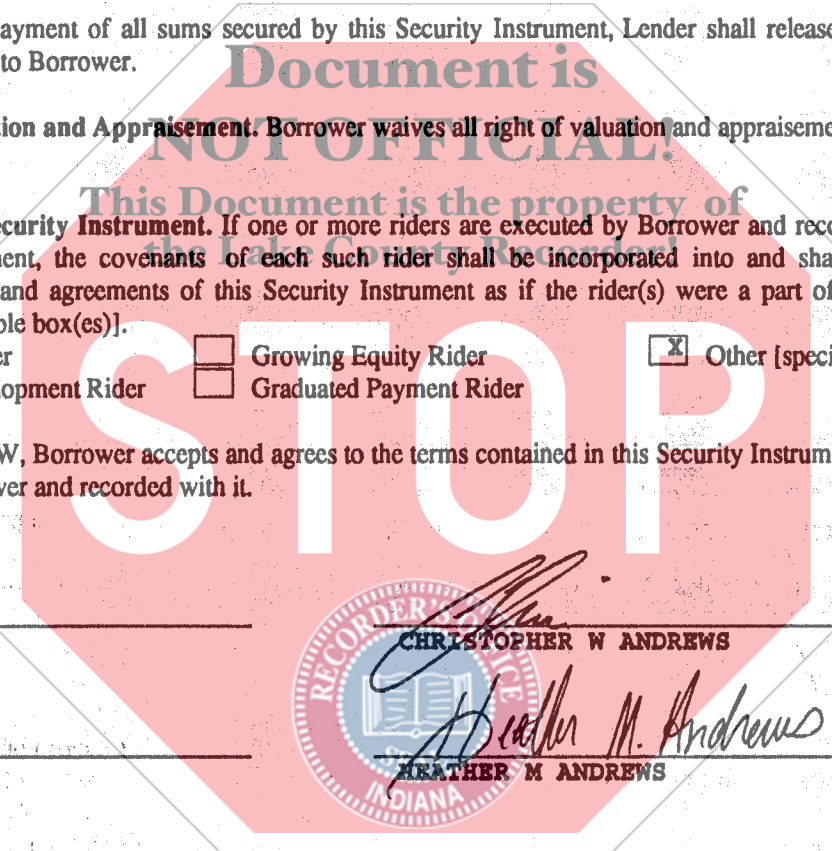 ayment of all sums secured by this Security Instrument, Lender shall release
to Borrower.
Document is
tion and Appraisement. Borrower waives all right of valuation and appraiseme
NOT OFFICIAL!
This Document is the property of
curity Instrument. If one or more riders are executed by Borrower and reco
the Lake County Recorder!
ent, the covenants of each such rider shall be incorporated into and sha
and agreements of this Security Instrument as if the rider(s) were a part of
ble box(es)].
er Growing Equity Rider X Other [speci
opment Rider Graduated Payment Rider
STOP
W, Borrower accepts and agrees to the terms contained in this Security Instrum
wer and recorded with it.
RECORDER'S OFFICE
CHRISTOPHER W ANDREWS
Heather M. Andrews
HEATHER M ANDREWS
INDIANA